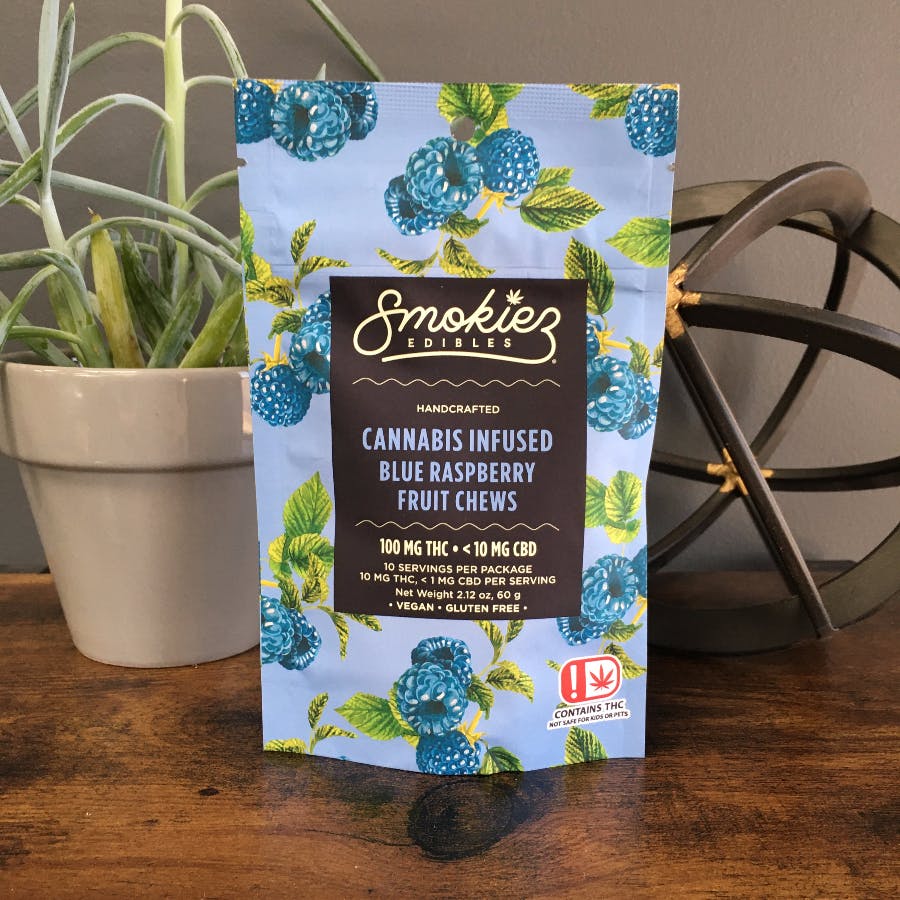 Smokiez
EDIBLES
HANDCRAFTED
CANNABIS INFUSED
BLUE RASPBERRY
FRUIT CHEWS
100 MG THC • < 10 MG CBD
10 SERVINGS PER PACKAGE
10 MG THC, < 1 MG CBD PER SERVING
Net Weight 2.12 oz, 60 g
• VEGAN • GLUTEN FREE •
!
CONTAINS THC
NOT SAFE FOR KIDS OR PETS